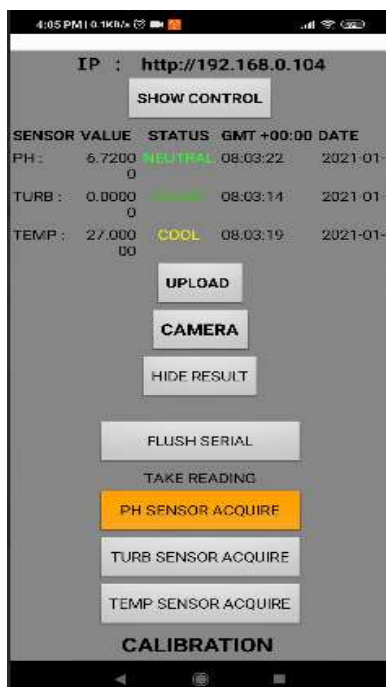 4:05 PM | 0.1KB/s
IP : http://192.168.0.104
SHOW CONTROL
SENSOR VALUE STATUS GMT +00:00 DATE
PH : 6.7200 NEUTRAL 08:03:22 2021-01-
0
TURB : 0.0000 08:03:14 2021-01-
0
TEMP : 27.000 COOL 08:03:19 2021-01-
00
UPLOAD
CAMERA
HIDE RESULT
FLUSH SERIAL
TAKE READING
PH SENSOR ACQUIRE
TURB SENSOR ACQUIRE
TEMP SENSOR ACQUIRE
CALIBRATION